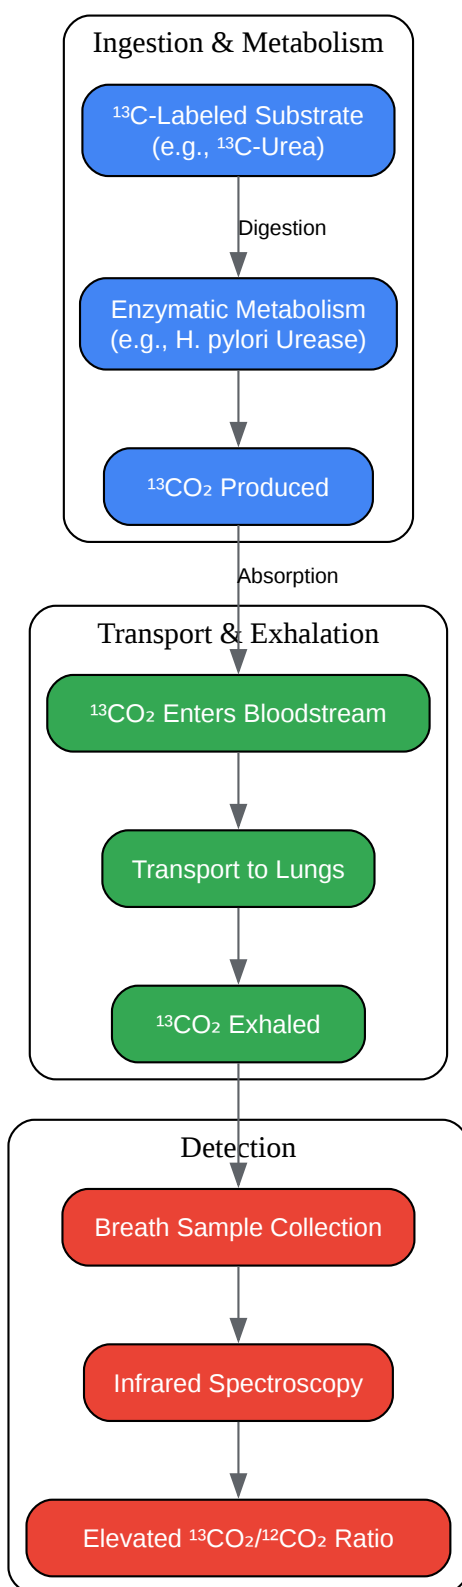 Ingestion & Metabolism
¹³C-Labeled Substrate
(e.g., ¹³C-Urea)
Digestion
Enzymatic Metabolism
(e.g., H. pylori Urease)
¹³CO₂ Produced
Absorption
Transport & Exhalation
¹³CO₂ Enters Bloodstream
Transport to Lungs
¹³CO₂ Exhaled
Detection
Breath Sample Collection
Infrared Spectroscopy
Elevated ¹³CO₂/¹²CO₂ Ratio